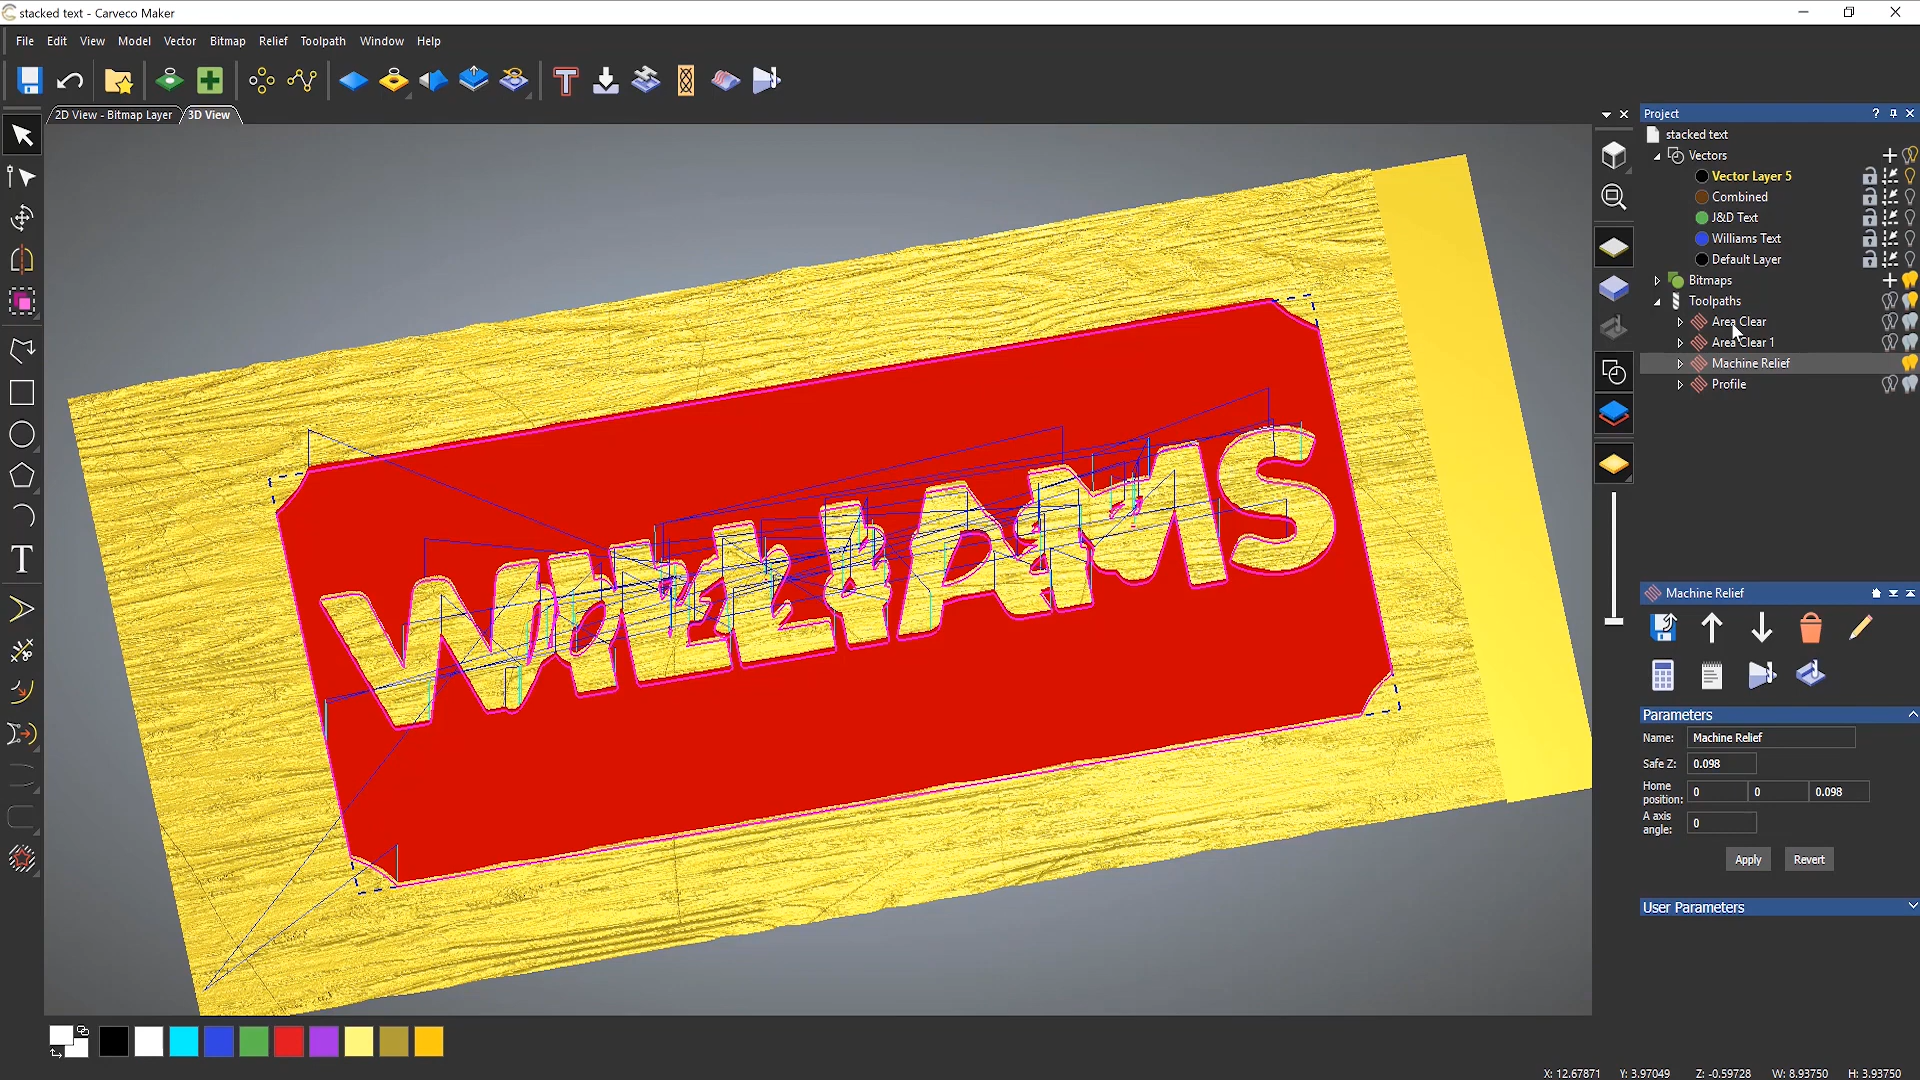 stacked text - Carveco Maker
File Edit View Model Vector Bitmap Relief Toolpath Window Help
2D View - Bitmap Layer 3D View
Project
stacked text
Vectors
Vector Layer 5
Combined
J&D Text
Williams Text
Default Layer
Bitmaps
Toolpaths
Area Clear
Area Clear 1
Machine Relief
Profile
WILLIAMS
Machine Relief
Parameters
Name: Machine Relief
Safe Z: 0.098
Home position: 0 0 0.098
A axis angle: 0
Apply Revert
User Parameters
X: 12.67871 Y: 3.97049 Z: -0.59728 W: 8.93750 H: 3.93750